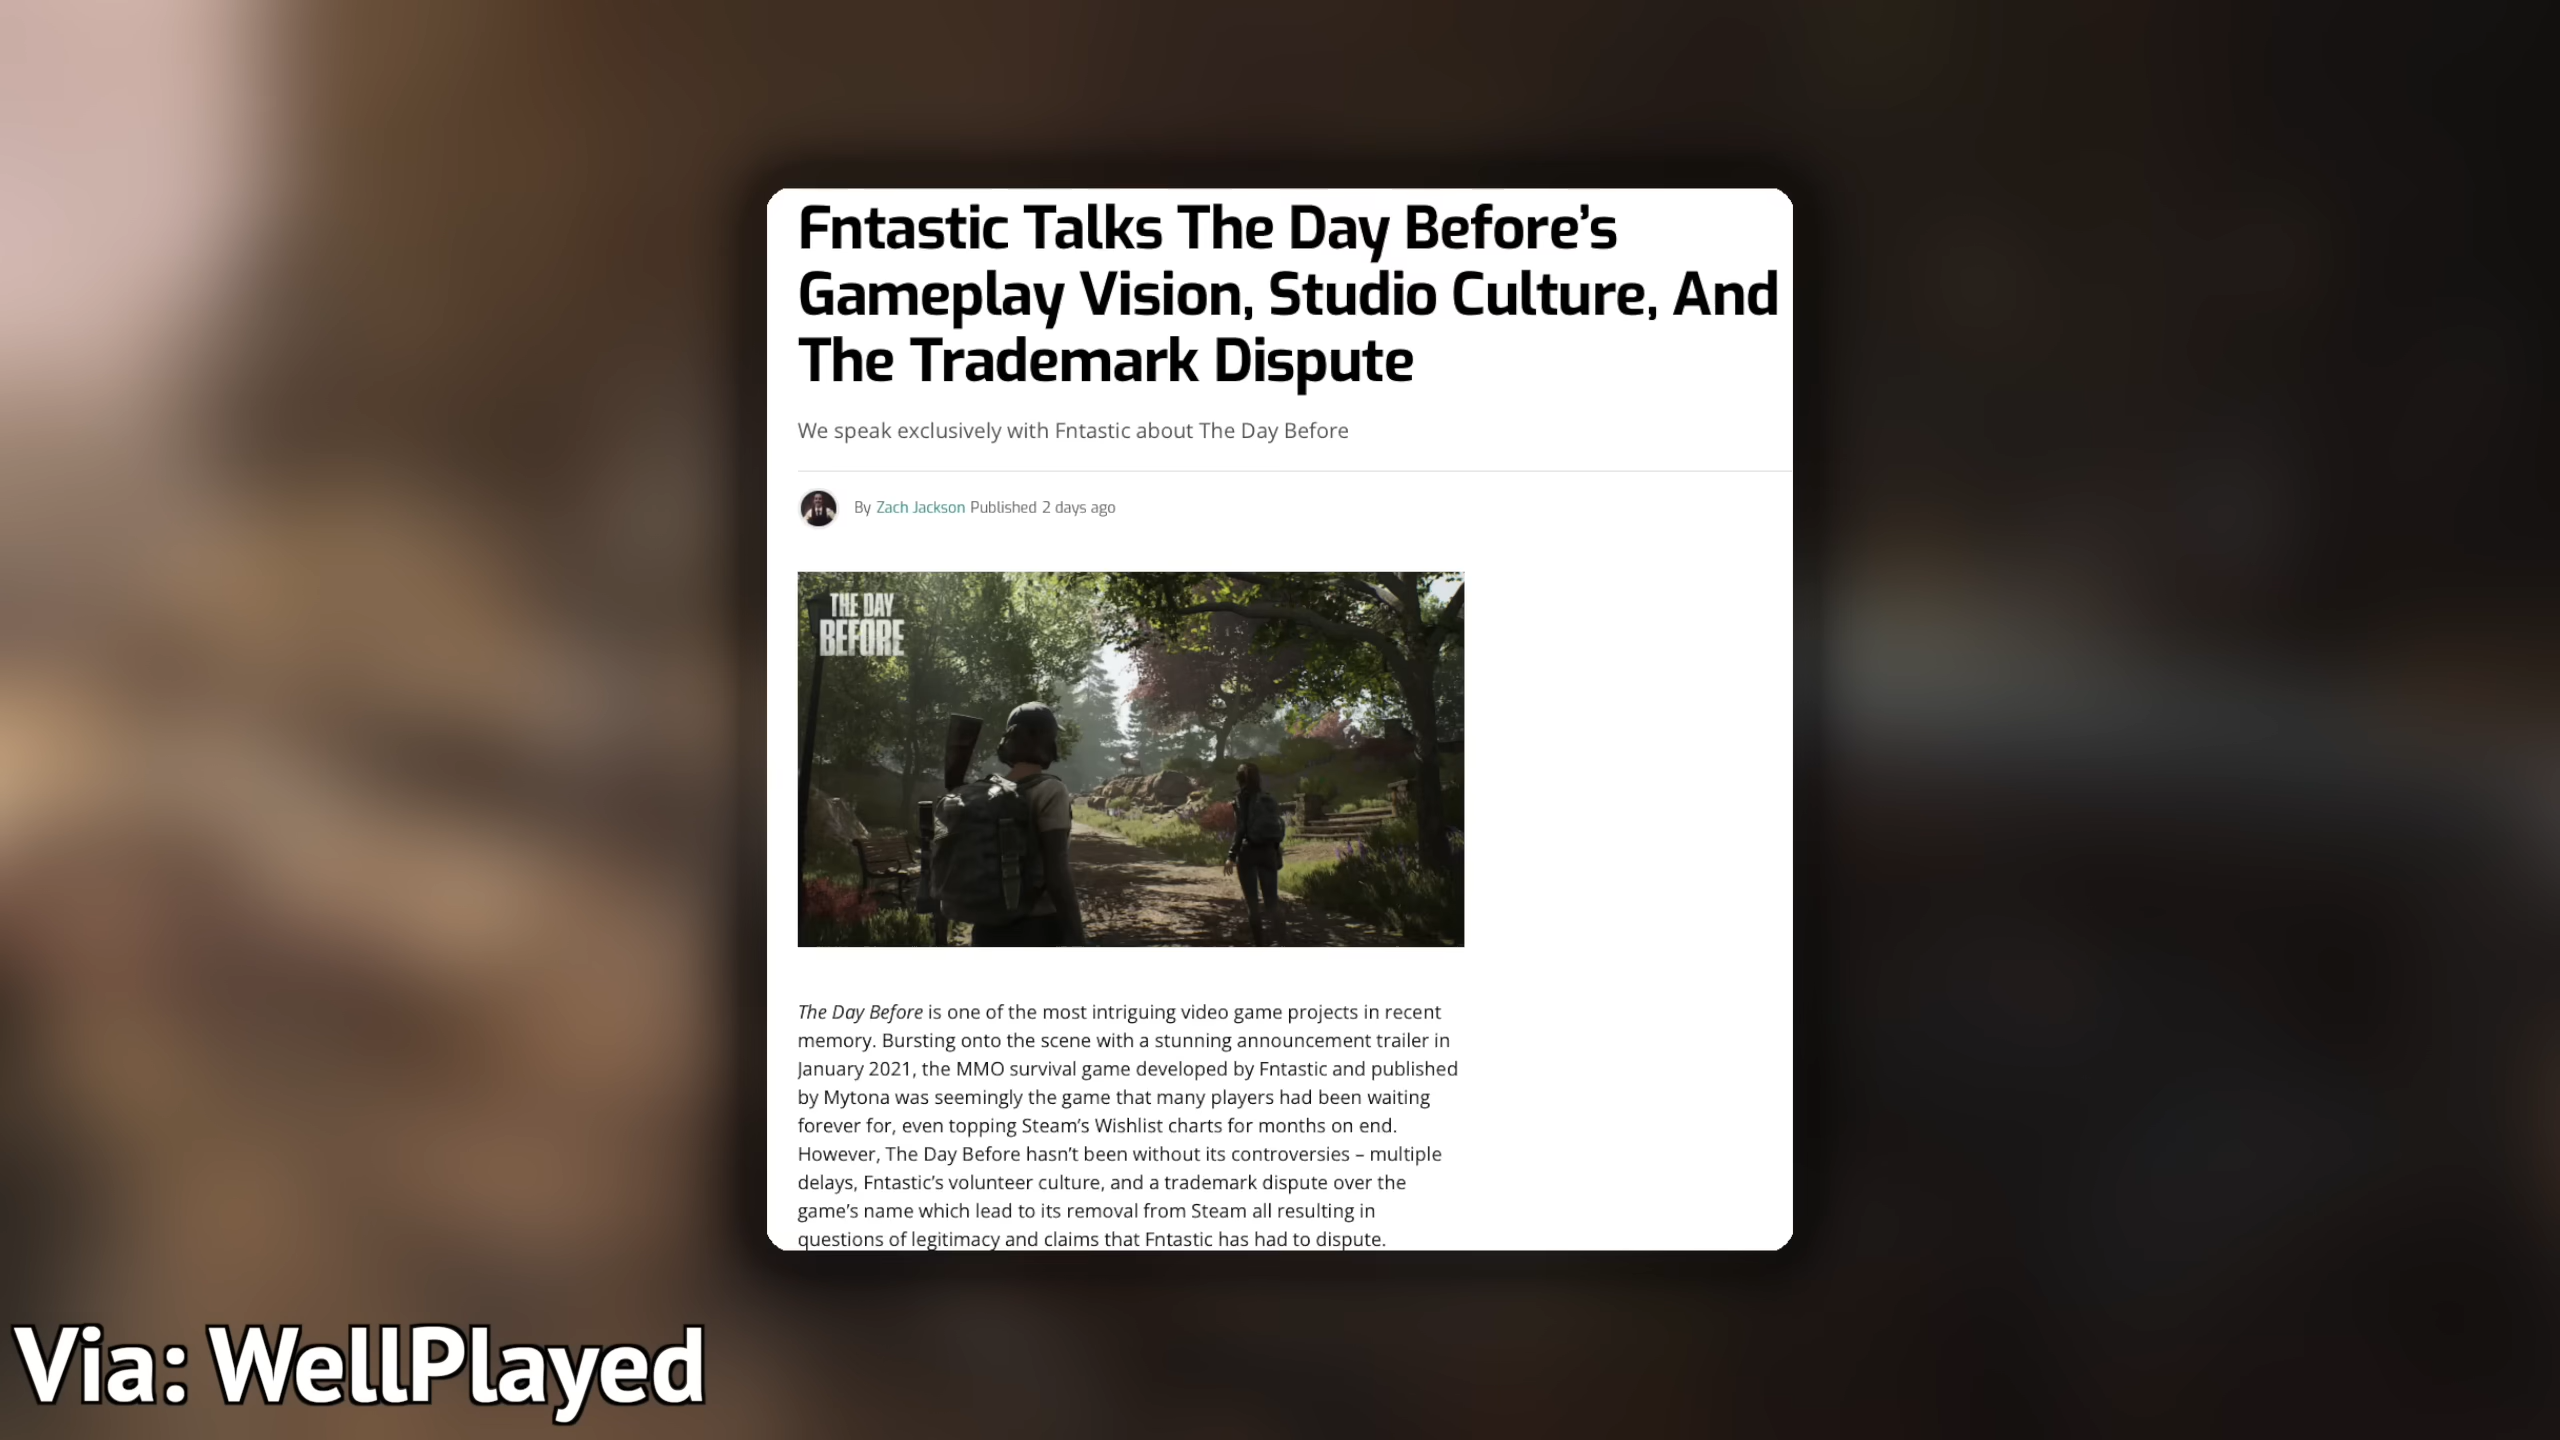 Fntastic Talks The Day Before’s
Gameplay Vision, Studio Culture, And
The Trademark Dispute
We speak exclusively with Fntastic about The Day Before
By Zach Jackson Published 2 days ago
THE DAY
BEFORE
The Day Before is one of the most intriguing video game projects in recent
memory. Bursting onto the scene with a stunning announcement trailer in
January 2021, the MMO survival game developed by Fntastic and published
by Mytona was seemingly the game that many players had been waiting
forever for, even topping Steam’s Wishlist charts for months on end.
However, The Day Before hasn’t been without its controversies – multiple
delays, Fntastic’s volunteer culture, and a trademark dispute over the
game’s name which lead to its removal from Steam all resulting in
questions of legitimacy and claims that Fntastic has had to dispute.
Via: WellPlayed